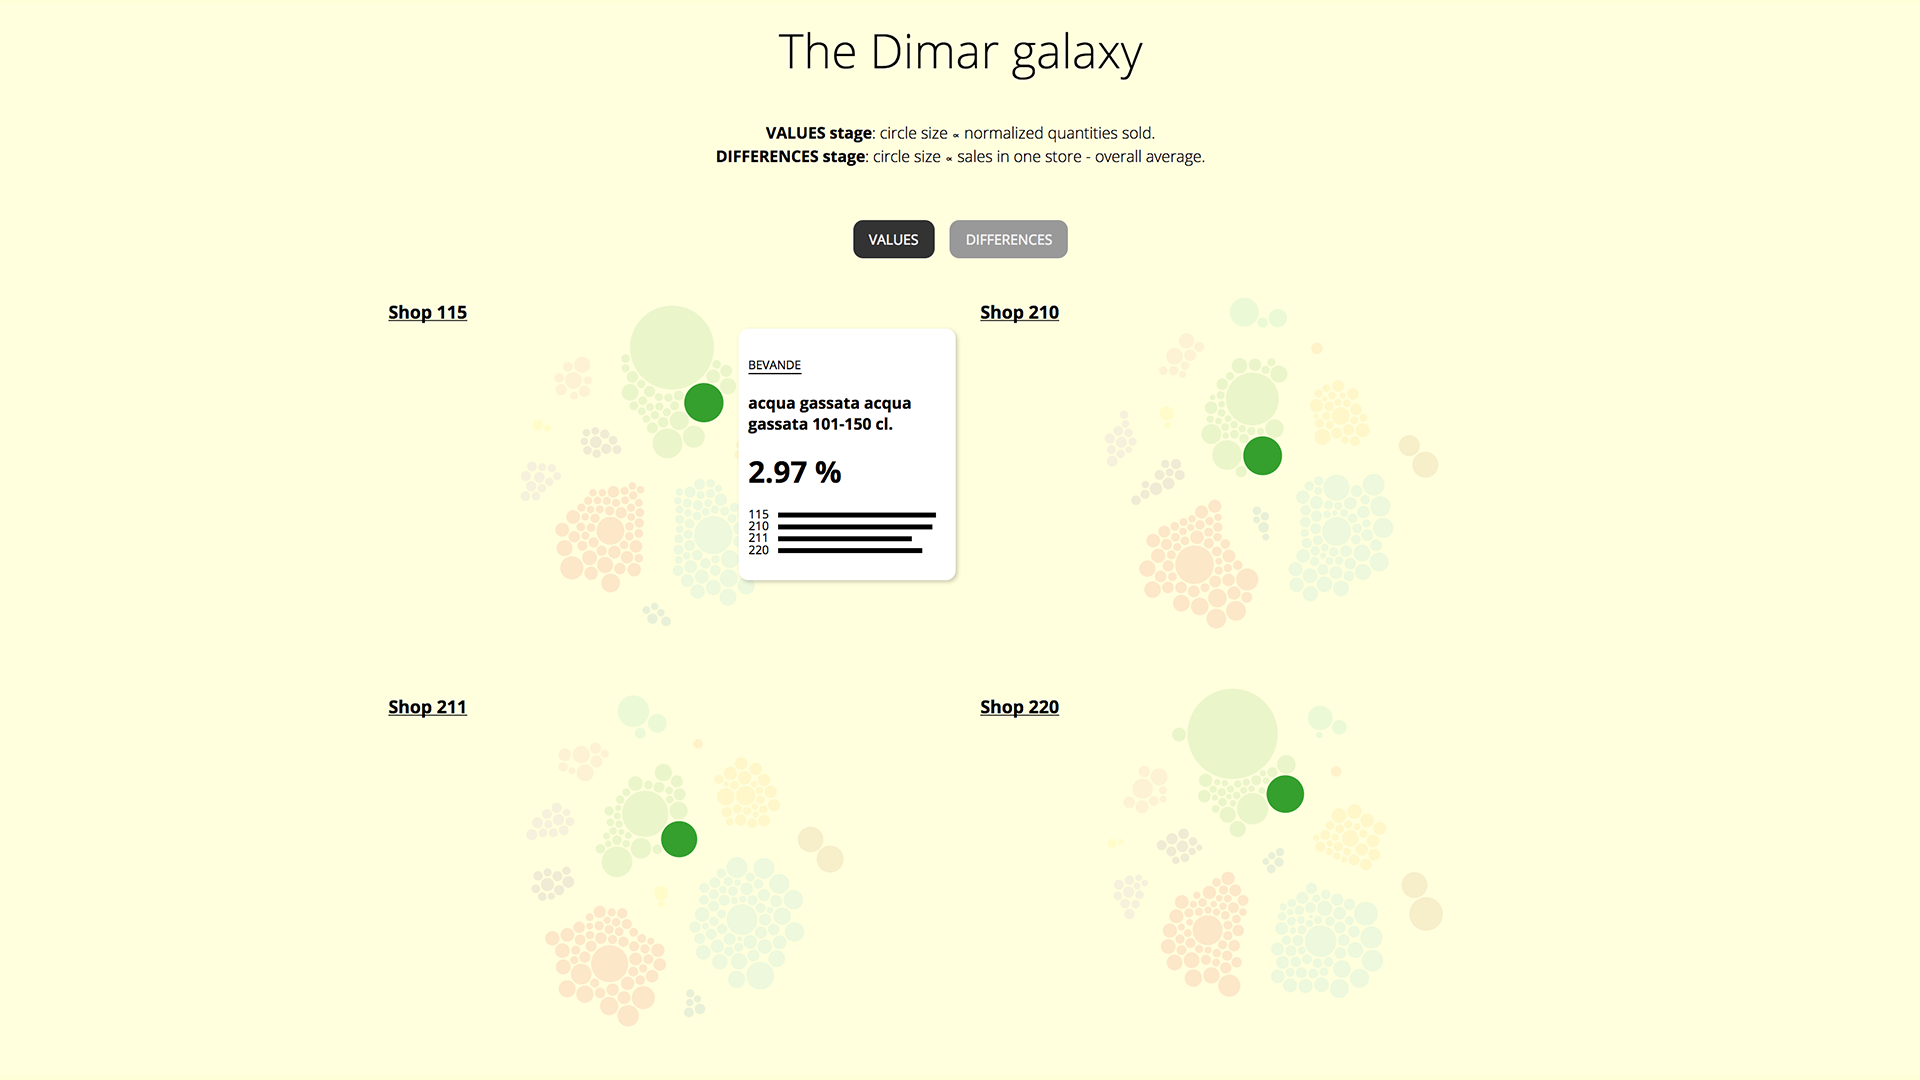 The Dimar galaxy
VALUES stage: circle size ∝ normalized quantities sold.
DIFFERENCES stage: circle size ∝ sales in one store - overall average.
VALUES
DIFFERENCES
Shop 115
Shop 210
BEVANDE
acqua gassata acqua
gassata 101-150 cl.
2.97 %
115
210
211
220
Shop 211
Shop 220